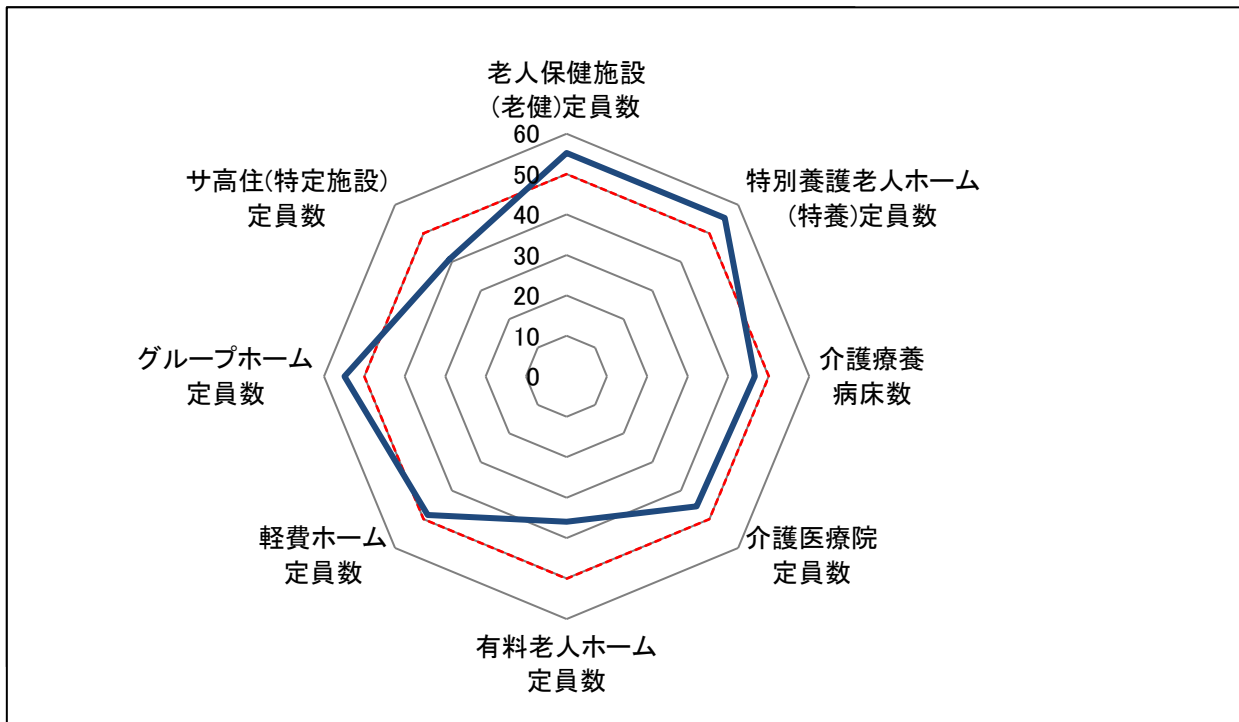 老人保健施設
(老健)定員数
特別養護老人ホーム
(特養)定員数
介護療養
病床数
介護医療院
定員数
有料老人ホーム
定員数
軽費ホーム
定員数
グループホーム
定員数
サ高住(特定施設)
定員数
60
50
40
30
20
10
0